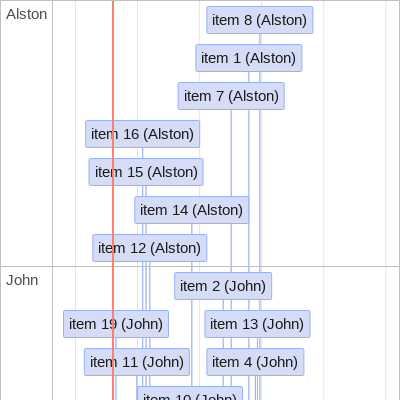 Alston
item 8 (Alston)
item 1 (Alston)
item 7 (Alston)
item 16 (Alston)
item 15 (Alston)
item 14 (Alston)
item 12 (Alston)
John
item 2 (John)
item 19 (John) item 13 (John)
item 11 (John) item 4 (John)
item 10 (John)